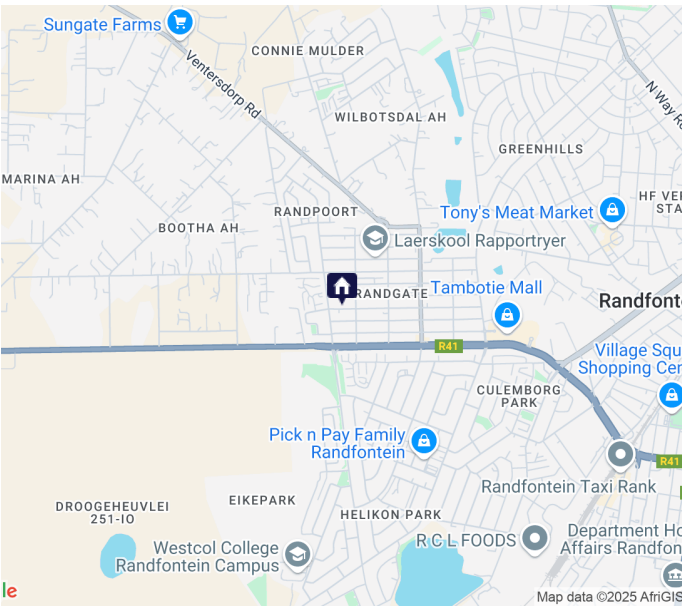 Sungate Farms
CONNIE MULDER
Ventersdorp Rd
N Way
WILBOTSDAL AH
GREENHILLS
MARINA AH
HF
STA
RANDPOORT
Tony's Meat Market
BOOTHA AH
Laerskool Rapportryer
RANDGATE
Tambotie Mall
Randfont
R41
Village Squ
Shopping Cen
CULEMBORG
PARK
Pick n Pay Family
Randfontein
R41
Randfontein Taxi Rank
EIKEPARK
DROOGEHEUVLEI
251-IO
HELIKON PARK
Westcol College
Randfontein Campus
R C L FOODS
Department Ho
Affairs Randfon
le
Map data ©2025 AfriGIS